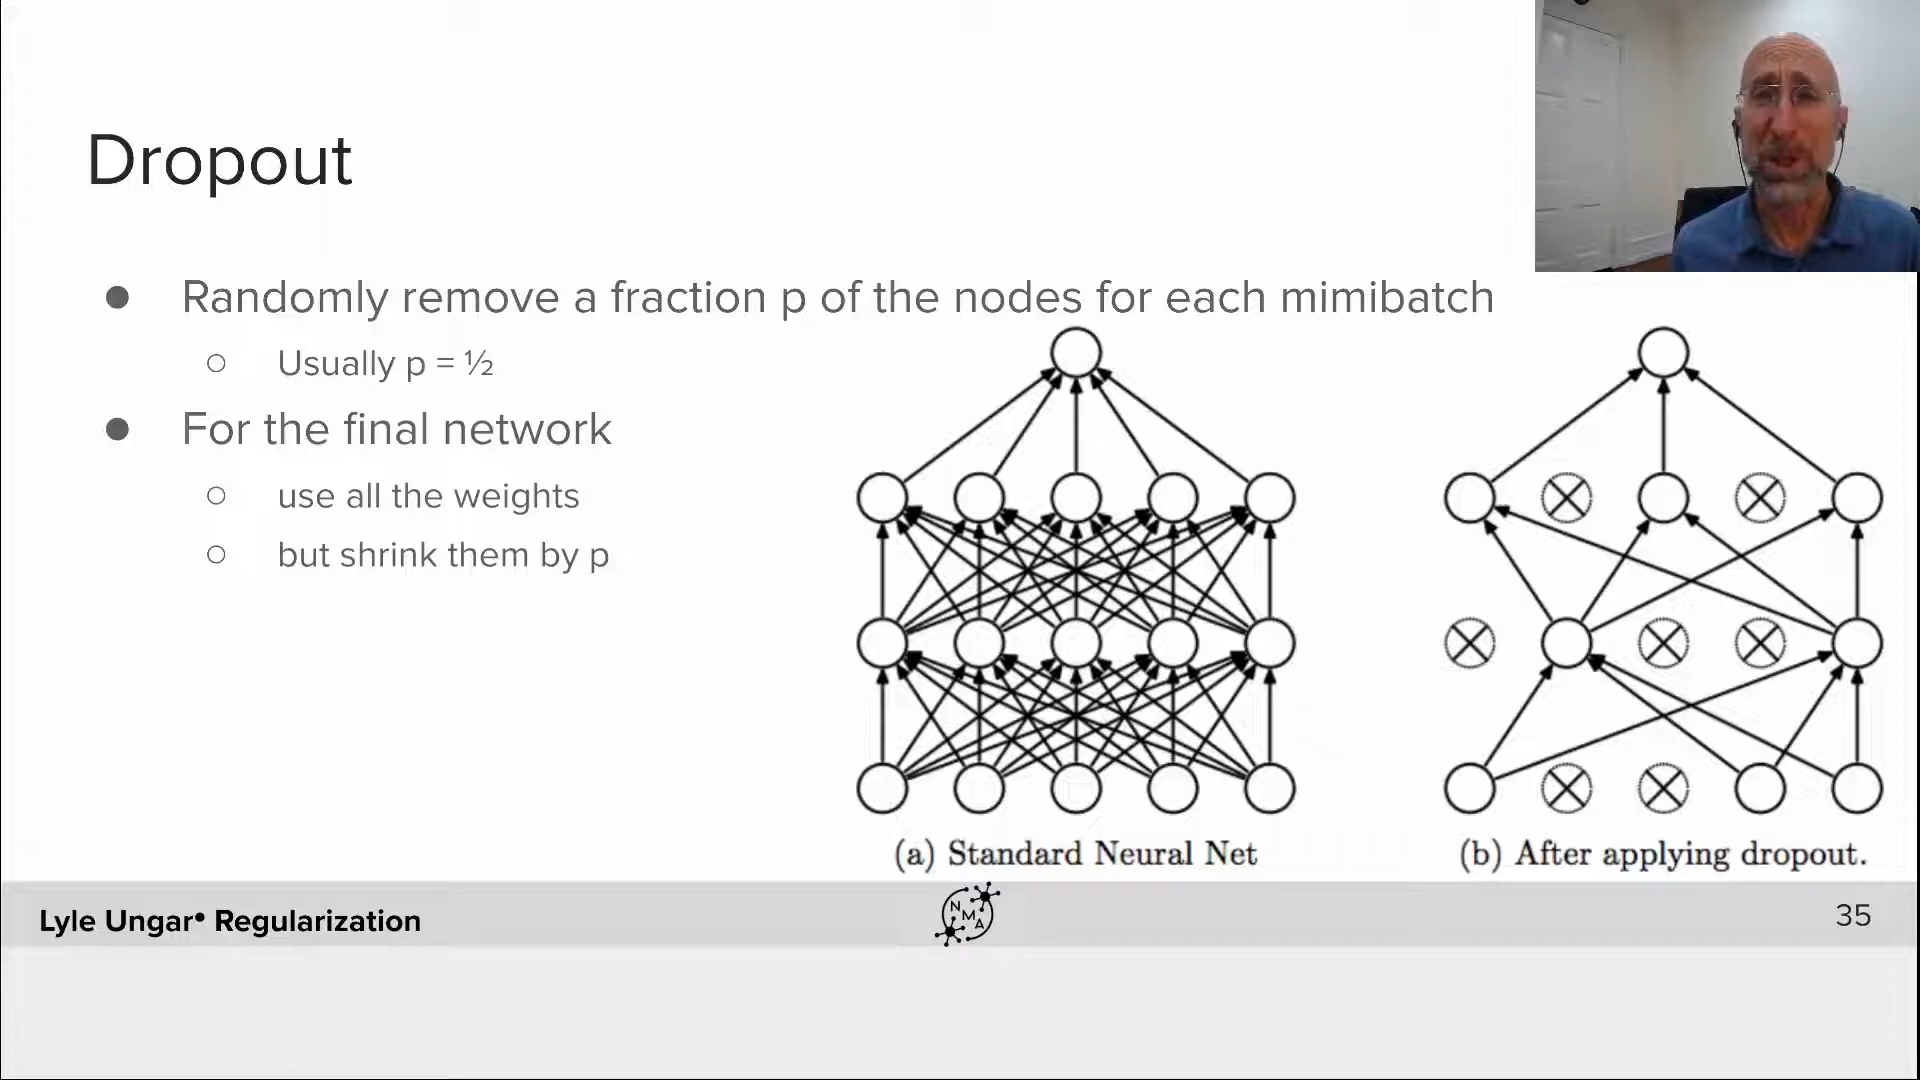 Dropout
● Randomly remove a fraction p of the nodes for each mimibatch
○ Usually p = ½
● For the final network
○ use all the weights
○ but shrink them by p
(a) Standard Neural Net
(b) After applying dropout.
Lyle Ungar• Regularization
N
M
A
35